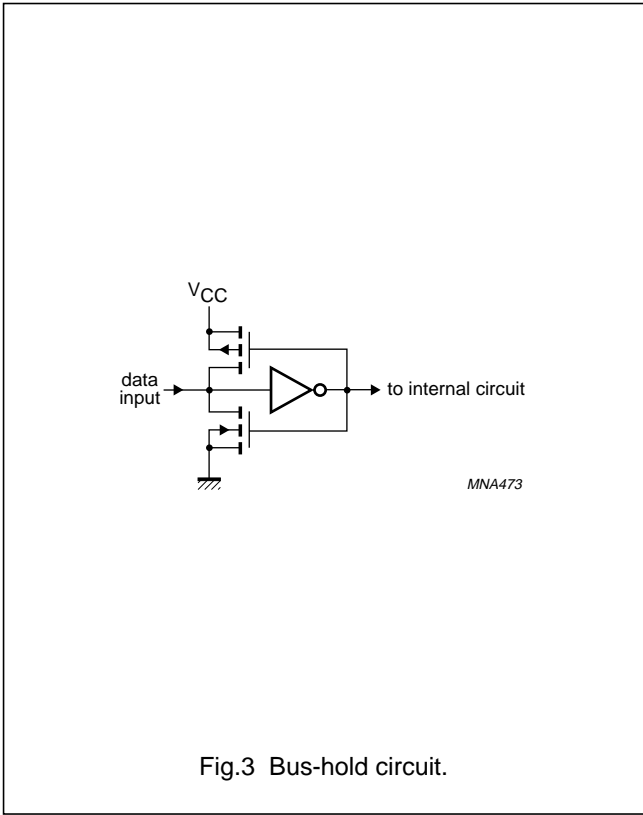 VCC
data
input
to internal circuit
MNA473
Fig.3 Bus-hold circuit.